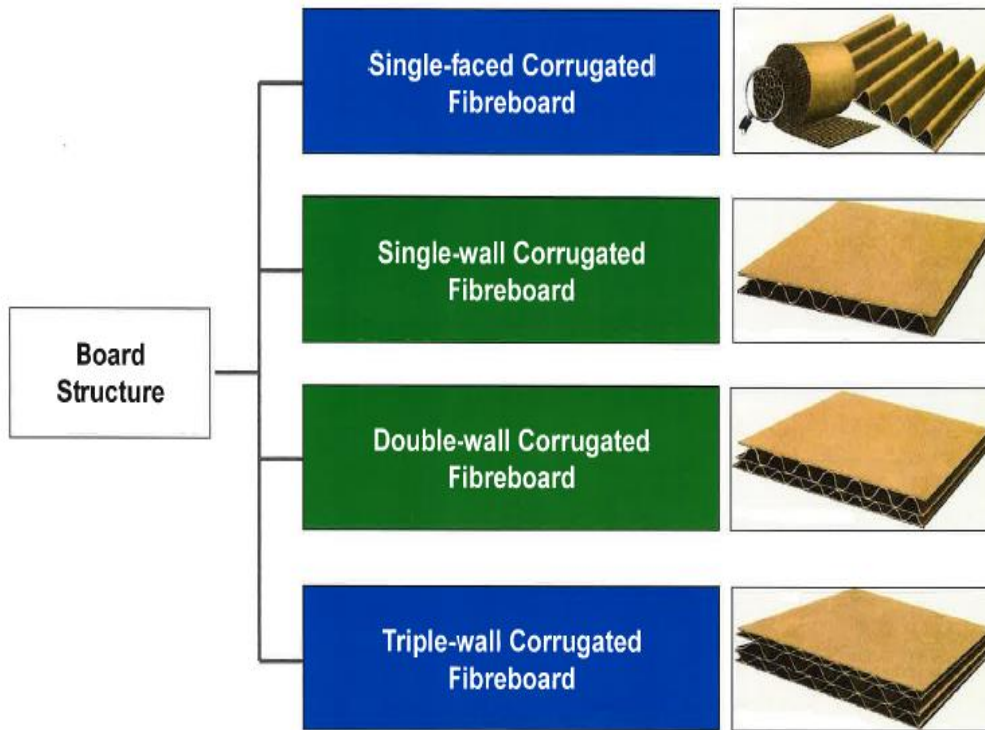 Single-faced Corrugated
Fibreboard
Single-wall Corrugated
Fibreboard
Board
Structure
Double-wall Corrugated
Fibreboard
Triple-wall Corrugated
Fibreboard